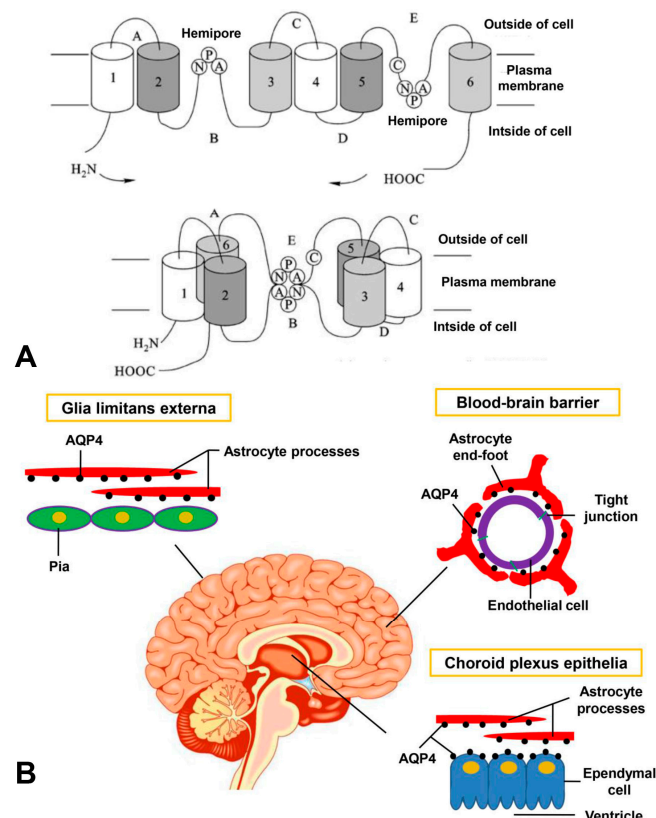 A
C
E
Outside of cell
Hemipore
P
N A
1
2
3
4
5
C
N A
P
6
Plasma
membrane
Hemipore
B
D
Intside of cell
H2N
HOOC
A
C
6
E
P
C
5
Outside of cell
N A
A N
P
1
2
3
4
Plasma membrane
B
D
Intside of cell
H2N
HOOC
A
Glia limitans externa
AQP4
Astrocyte processes
Pia
Blood-brain barrier
Astrocyte
end-foot
AQP4
Tight
junction
Endothelial cell
Choroid plexus epithelia
Astrocyte
processes
AQP4
Ependymal
cell
Ventricle
B